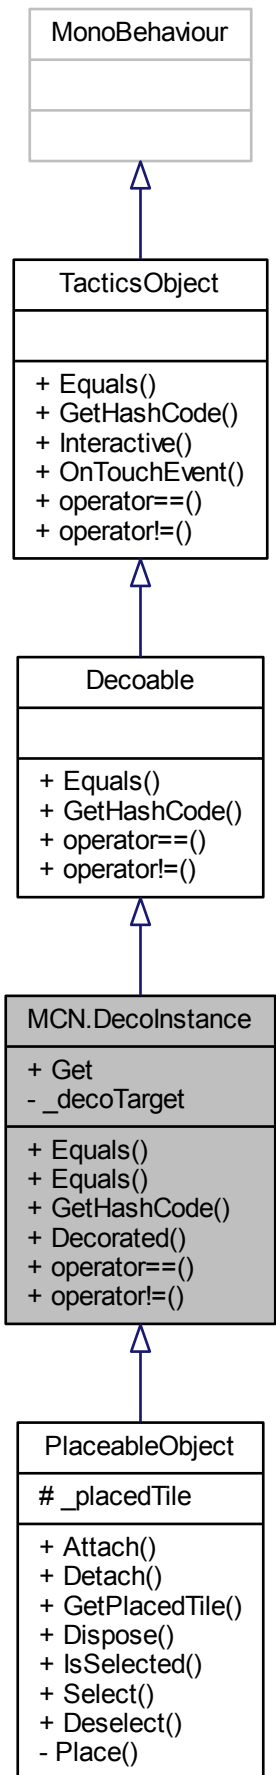 MonoBehaviour
TacticsObject
+ Equals()
+ GetHashCode()
+ Interactive()
+ OnTouchEvent()
+ operator==()
+ operator!=()
Decoable
+ Equals()
+ GetHashCode()
+ operator==()
+ operator!=()
MCN.DecoInstance
+ Get
- _decoTarget
+ Equals()
+ Equals()
+ GetHashCode()
+ Decorated()
+ operator==()
+ operator!=()
PlaceableObject
# _placedTile
+ Attach()
+ Detach()
+ GetPlacedTile()
+ Dispose()
+ IsSelected()
+ Select()
+ Deselect()
- Place()